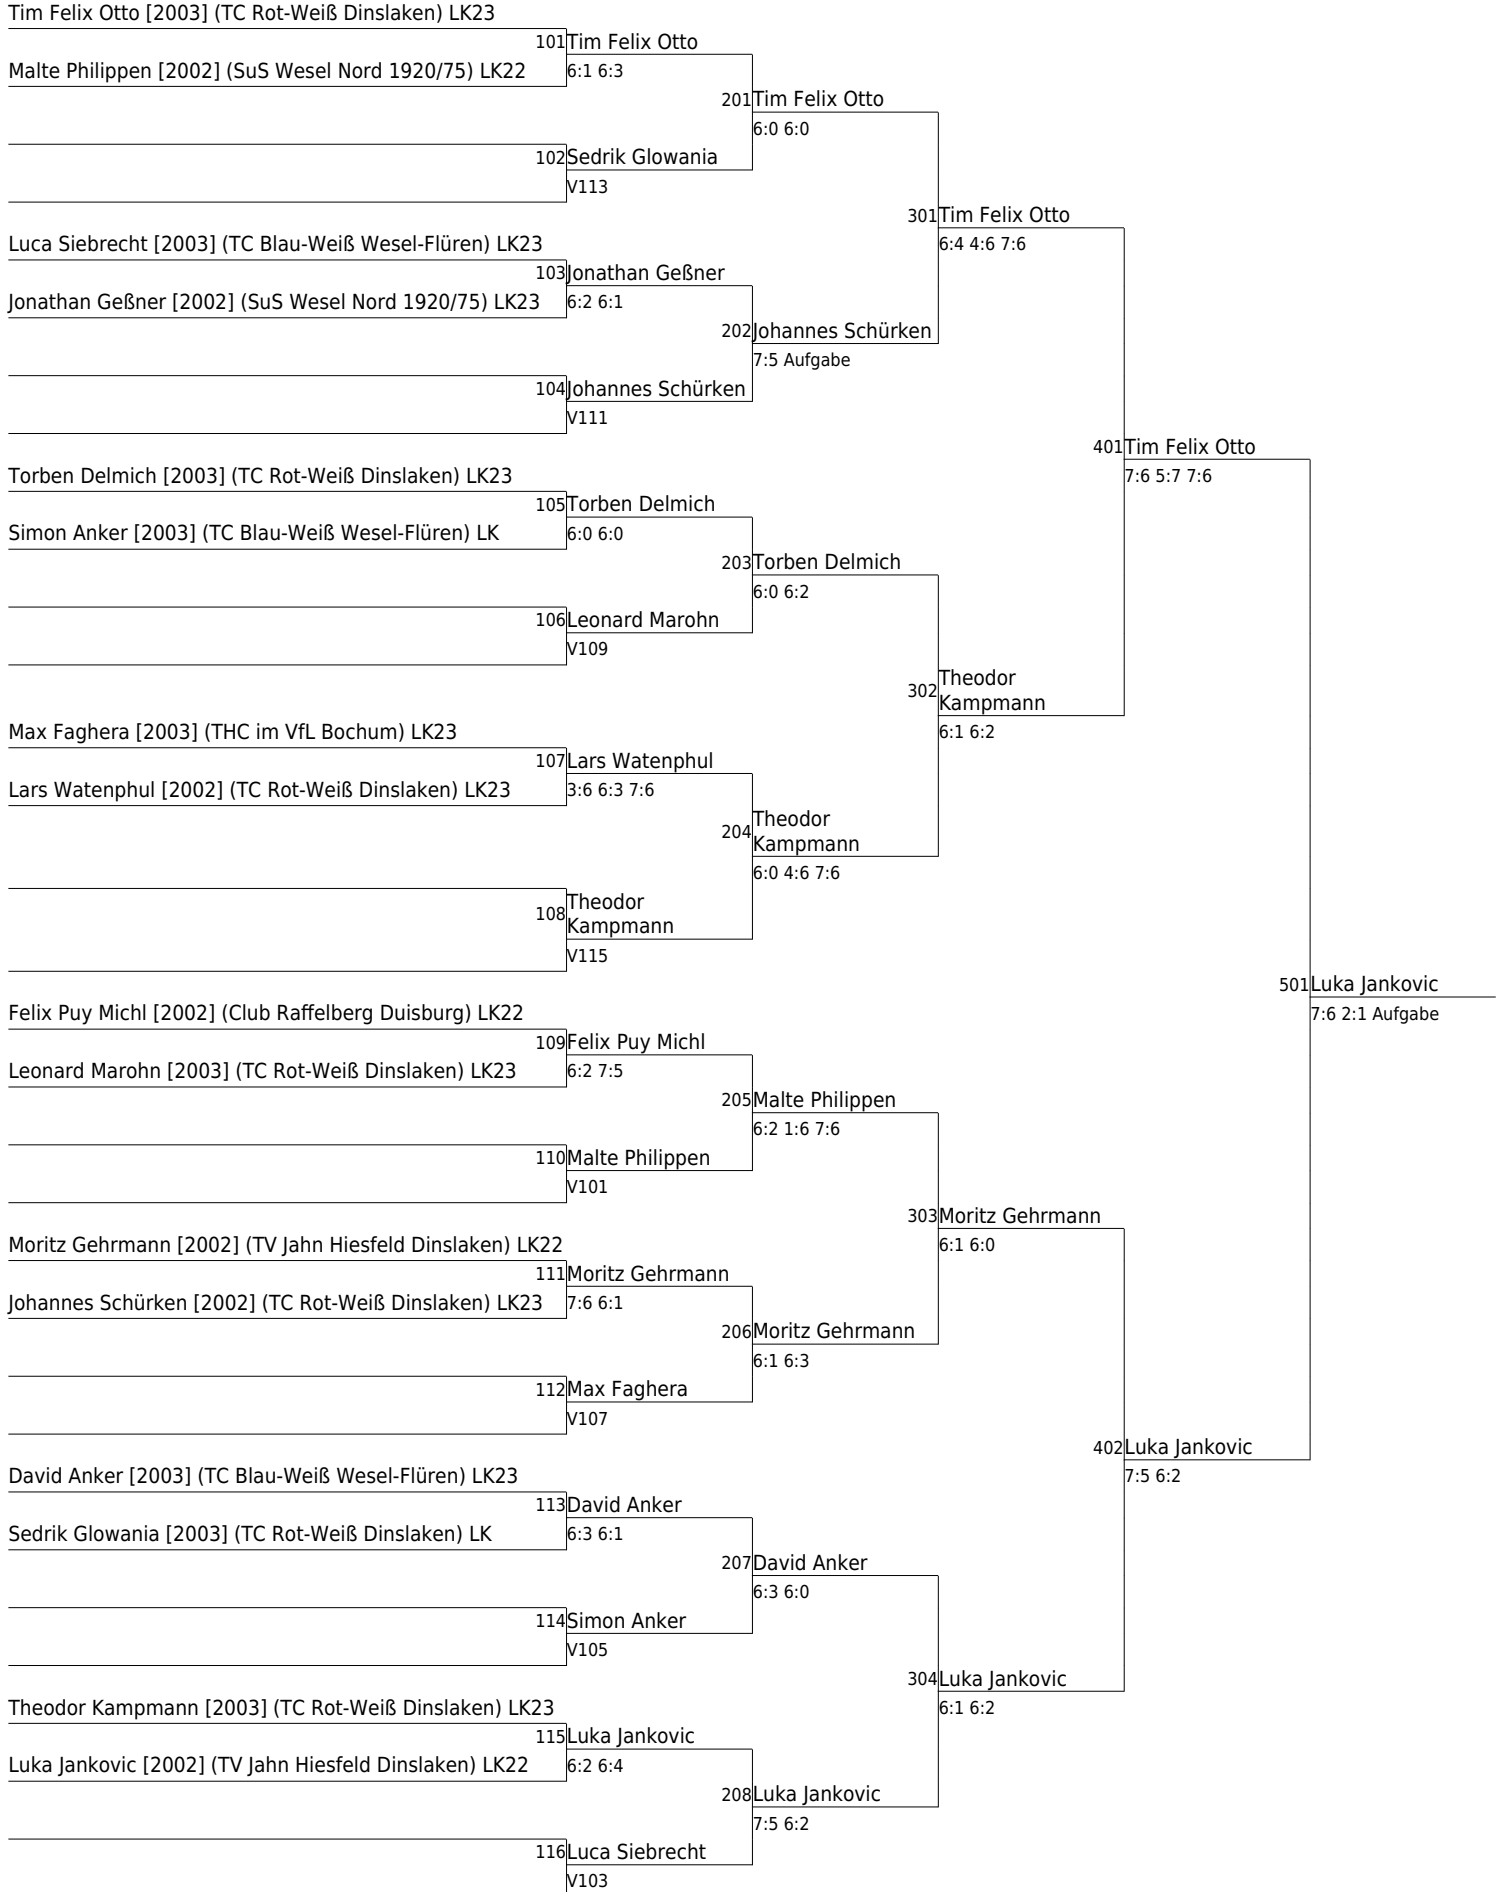 Tim Felix Otto [2003] (TC Rot-Weiß Dinslaken) LK23
101 Tim Felix Otto
Malte Philippen [2002] (SuS Wesel Nord 1920/75) LK22
6:1 6:3
201 Tim Felix Otto
6:0 6:0
102 Sedrik Glowania
V113
301 Tim Felix Otto
6:4 4:6 7:6
Luca Siebrecht [2003] (TC Blau-Weiß Wesel-Flüren) LK23
103 Jonathan Geßner
Jonathan Geßner [2002] (SuS Wesel Nord 1920/75) LK23
6:2 6:1
202 Johannes Schürken
7:5 Aufgabe
104 Johannes Schürken
V111
401 Tim Felix Otto
7:6 5:7 7:6
Torben Delmich [2003] (TC Rot-Weiß Dinslaken) LK23
105 Torben Delmich
Simon Anker [2003] (TC Blau-Weiß Wesel-Flüren) LK
6:0 6:0
203 Torben Delmich
6:0 6:2
106 Leonard Marohn
V109
302 Theodor
Kampmann
6:1 6:2
Max Faghera [2003] (THC im VfL Bochum) LK23
107 Lars Watenphul
Lars Watenphul [2002] (TC Rot-Weiß Dinslaken) LK23
3:6 6:3 7:6
204 Theodor
Kampmann
6:0 4:6 7:6
108 Theodor
Kampmann
V115
501 Luka Jankovic
7:6 2:1 Aufgabe
Felix Puy Michl [2002] (Club Raffelberg Duisburg) LK22
109 Felix Puy Michl
Leonard Marohn [2003] (TC Rot-Weiß Dinslaken) LK23
6:2 7:5
205 Malte Philippen
6:2 1:6 7:6
110 Malte Philippen
V101
303 Moritz Gehrmann
6:1 6:0
Moritz Gehrmann [2002] (TV Jahn Hiesfeld Dinslaken) LK22
111 Moritz Gehrmann
Johannes Schürken [2002] (TC Rot-Weiß Dinslaken) LK23
7:6 6:1
206 Moritz Gehrmann
6:1 6:3
112 Max Faghera
V107
402 Luka Jankovic
7:5 6:2
David Anker [2003] (TC Blau-Weiß Wesel-Flüren) LK23
113 David Anker
Sedrik Glowania [2003] (TC Rot-Weiß Dinslaken) LK
6:3 6:1
207 David Anker
6:3 6:0
114 Simon Anker
V105
304 Luka Jankovic
6:1 6:2
Theodor Kampmann [2003] (TC Rot-Weiß Dinslaken) LK23
115 Luka Jankovic
Luka Jankovic [2002] (TV Jahn Hiesfeld Dinslaken) LK22
6:2 6:4
208 Luka Jankovic
7:5 6:2
116 Luca Siebrecht
V103